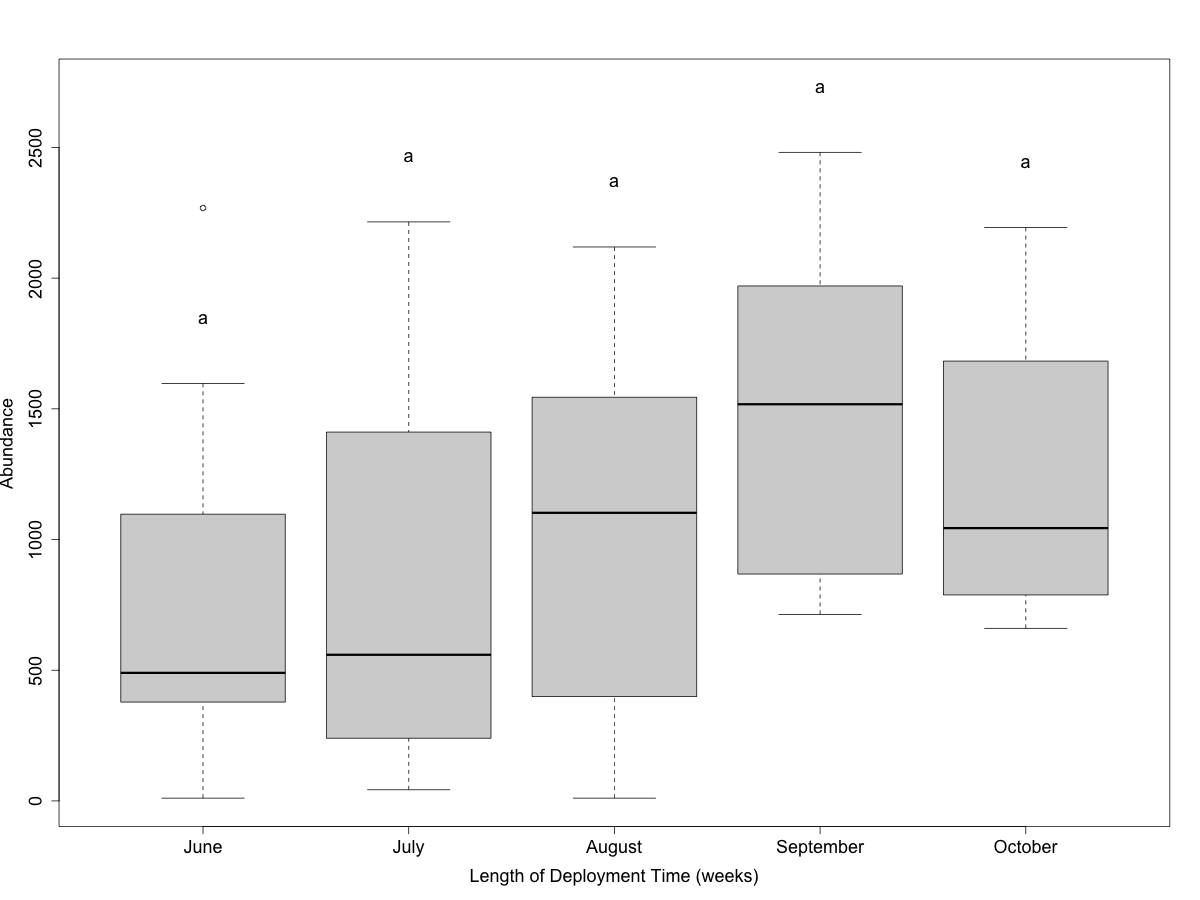 a
2500
a
a
a
2000
a
1500
Abundance
1000
500
0
June July August September October
Length of Deployment Time (weeks)